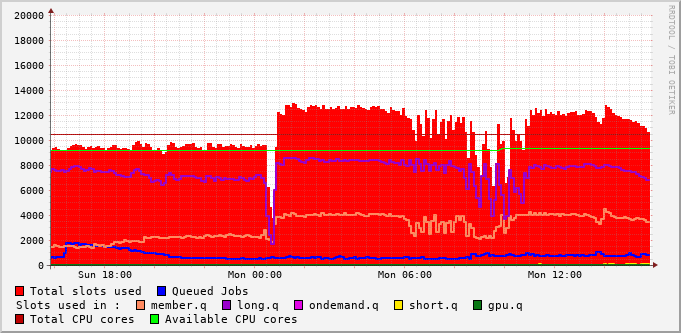 20000
18000
16000
14000
12000
10000
8000
6000
4000
2000
0
Sun 18:00 Mon 00:00 Mon 06:00 Mon 12:00
RRDTOOL / TOBI OETIKER
Total slots used Queued Jobs
Slots used in : member.q long.q ondemand.q short.q gpu.q
Total CPU cores Available CPU cores